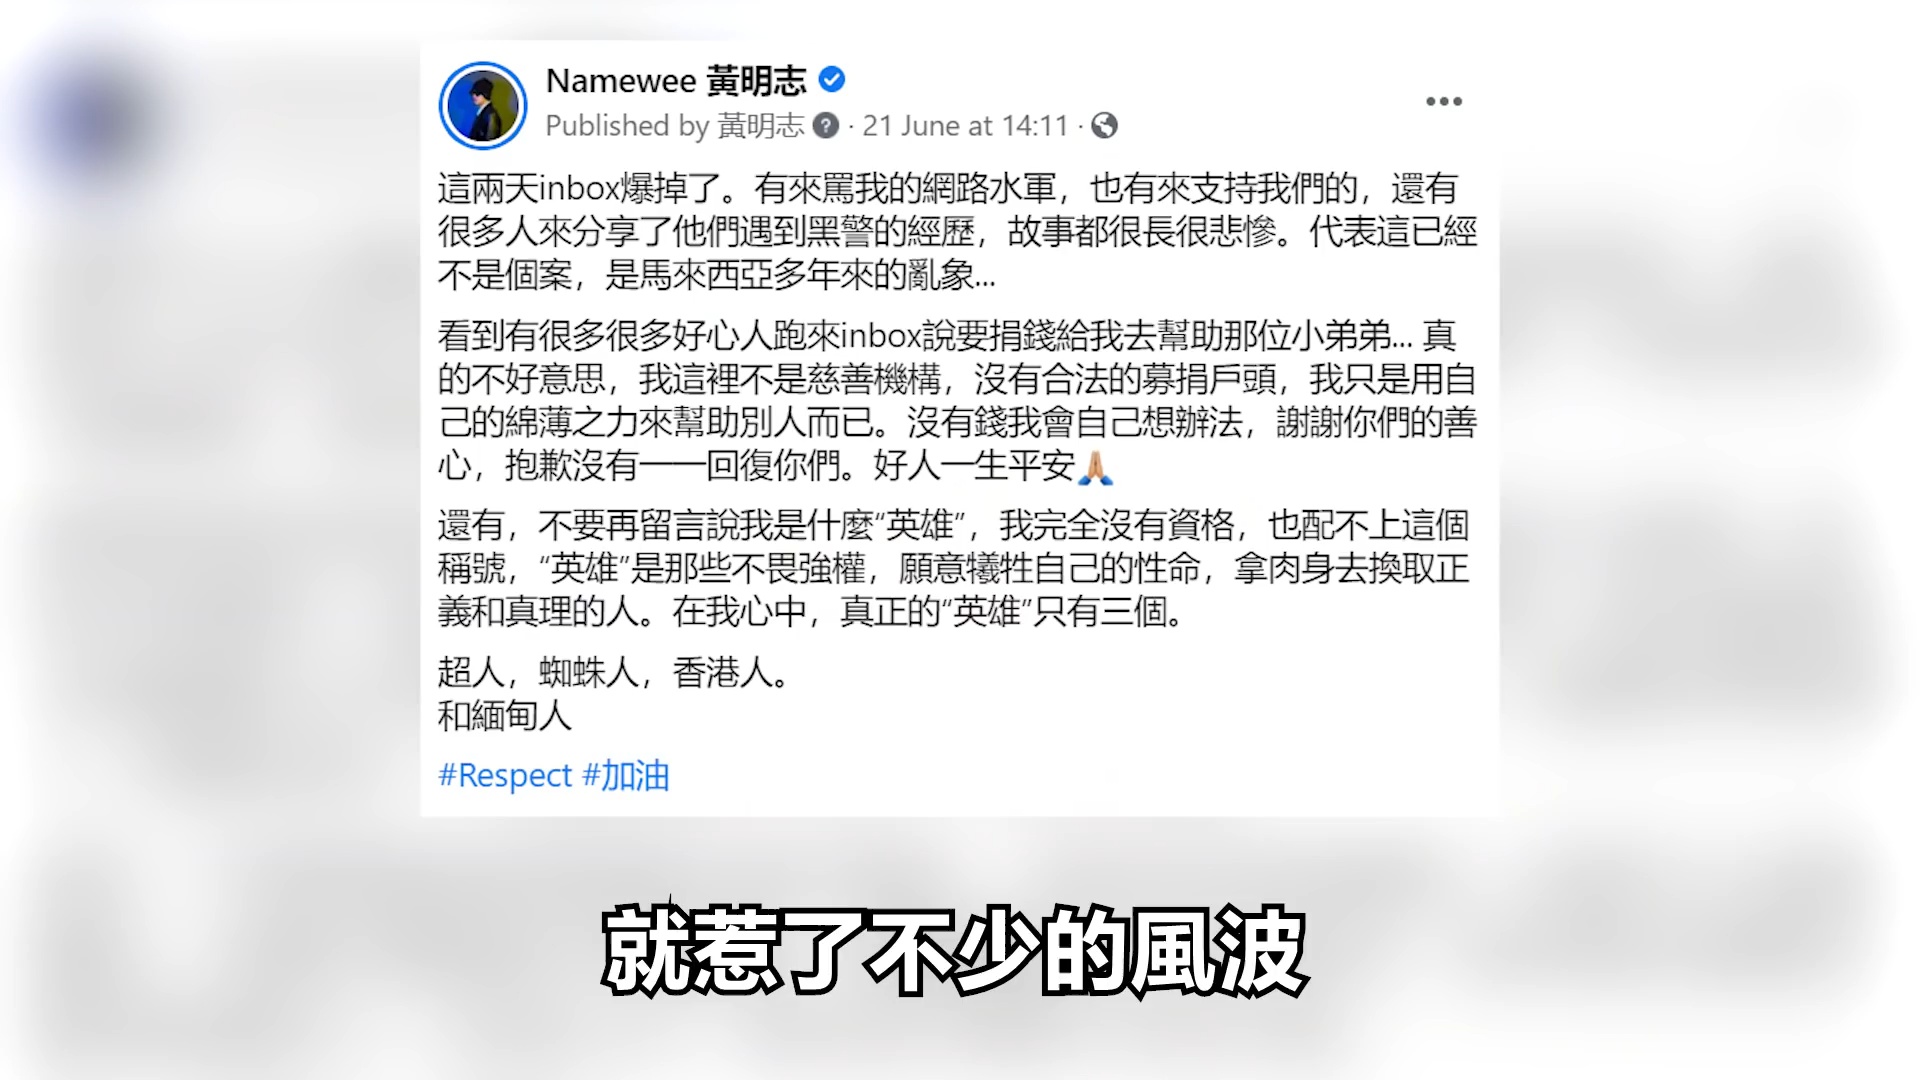 Namewee 黃明志
Published by 黃明志 · 21 June at 14:11 ·
這兩天inbox爆掉了。有來罵我的網路水軍，也有來支持我們的，還有
很多人來分享了他們遇到黑警的經歷，故事都很長很悲慘。代表這已經
不是個案，是馬來西亞多年來的亂象...
看到有很多很多好心人跑來inbox說要捐錢給我去幫助那位小弟弟... 真
的不好意思，我這裡不是慈善機構，沒有合法的募捐戶頭，我只是用自
己的綿薄之力來幫助別人而已。沒有錢我會自己想辦法，謝謝你們的善
心，抱歉沒有一一回復你們。好人一生平安🙏🏼
還有，不要再留言說我是什麼“英雄”，我完全沒有資格，也配不上這個
稱號，“英雄”是那些不畏強權，願意犧牲自己的性命，拿肉身去換取正
義和真理的人。在我心中，真正的“英雄”只有三個。
超人，蜘蛛人，香港人。
和緬甸人
#Respect #加油
就惹了不少的風波